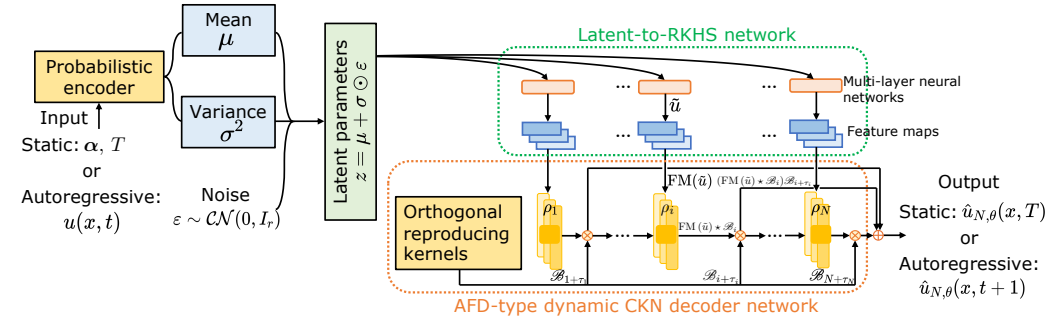 Mean
μ
Probabilistic
encoder
Variance
σ²
Input
Static: α, T
or
Autoregressive:
u(x, t)
Noise
ε ∼ 𝒞𝒩(0, I_r)
Latent parameters
z = μ + σ ⊙ ε
Latent-to-RKHS network
... ...
Multi-layer neural
networks
ũ
... ...
Feature maps
FM(ũ) (FM(ũ) ⋆ ℬ_i)ℬ_{i+τ_i}
Orthogonal
reproducing
kernels
ρ_1 ρ_i ρ_N
... FM(ũ) ⋆ ℬ_i ...
ℬ_{1+τ_1} ℬ_{i+τ_i} ℬ_{N+τ_N}
AFD-type dynamic CKN decoder network
Output
Static: û_{N,θ}(x, T)
or
Autoregressive:
û_{N,θ}(x, t + 1)